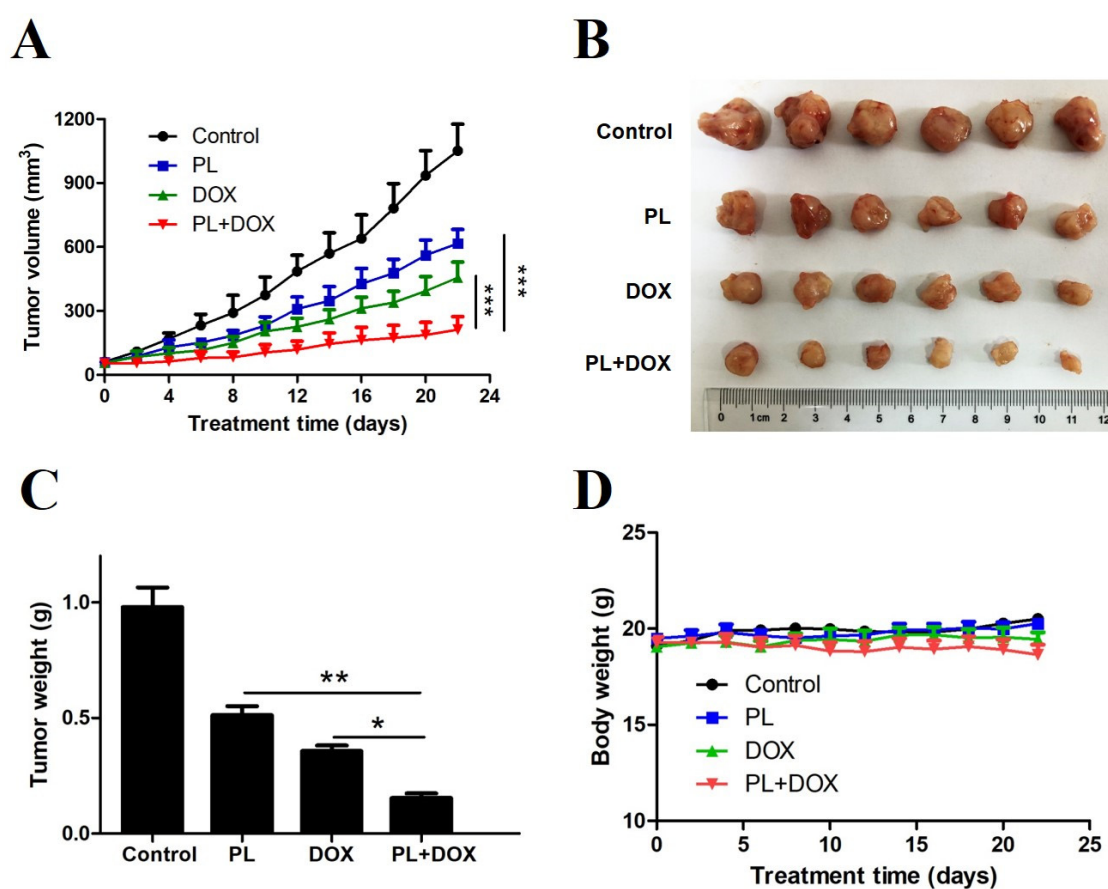 A
Tumor volume (mm³)
1200
900
600
300
0
Control
PL
DOX
PL+DOX
***
***
0 4 8 12 16 20 24
Treatment time (days)
B
Control
PL
DOX
PL+DOX
0 1cm 2 3 4 5 6 7 8 9 10 11 12
C
Tumor weight (g)
1.0
0.5
0.0
**
*
Control PL DOX PL+DOX
D
Body weight (g)
25
20
15
10
Control
PL
DOX
PL+DOX
0 5 10 15 20 25
Treatment time (days)